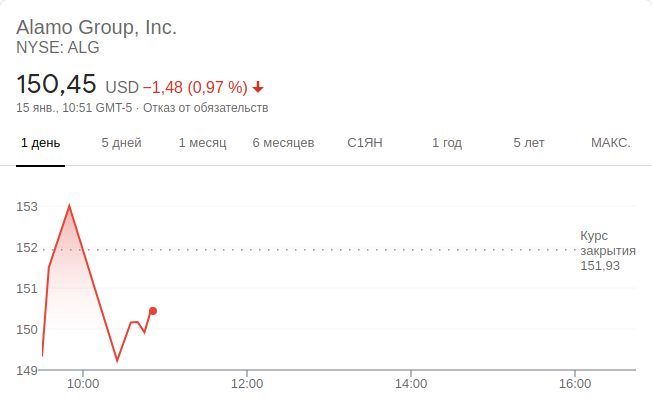 Alamo Group, Inc.
NYSE: ALG
150,45 USD −1,48 (0,97 %)
15 янв., 10:51 GMT-5 · Отказ от обязательств
1 день 5 дней 1 месяц 6 месяцев С1ЯН 1 год 5 лет МАКС.
153
152
151
150
149
Курс
закрытия
151,93
10:00 12:00 14:00 16:00